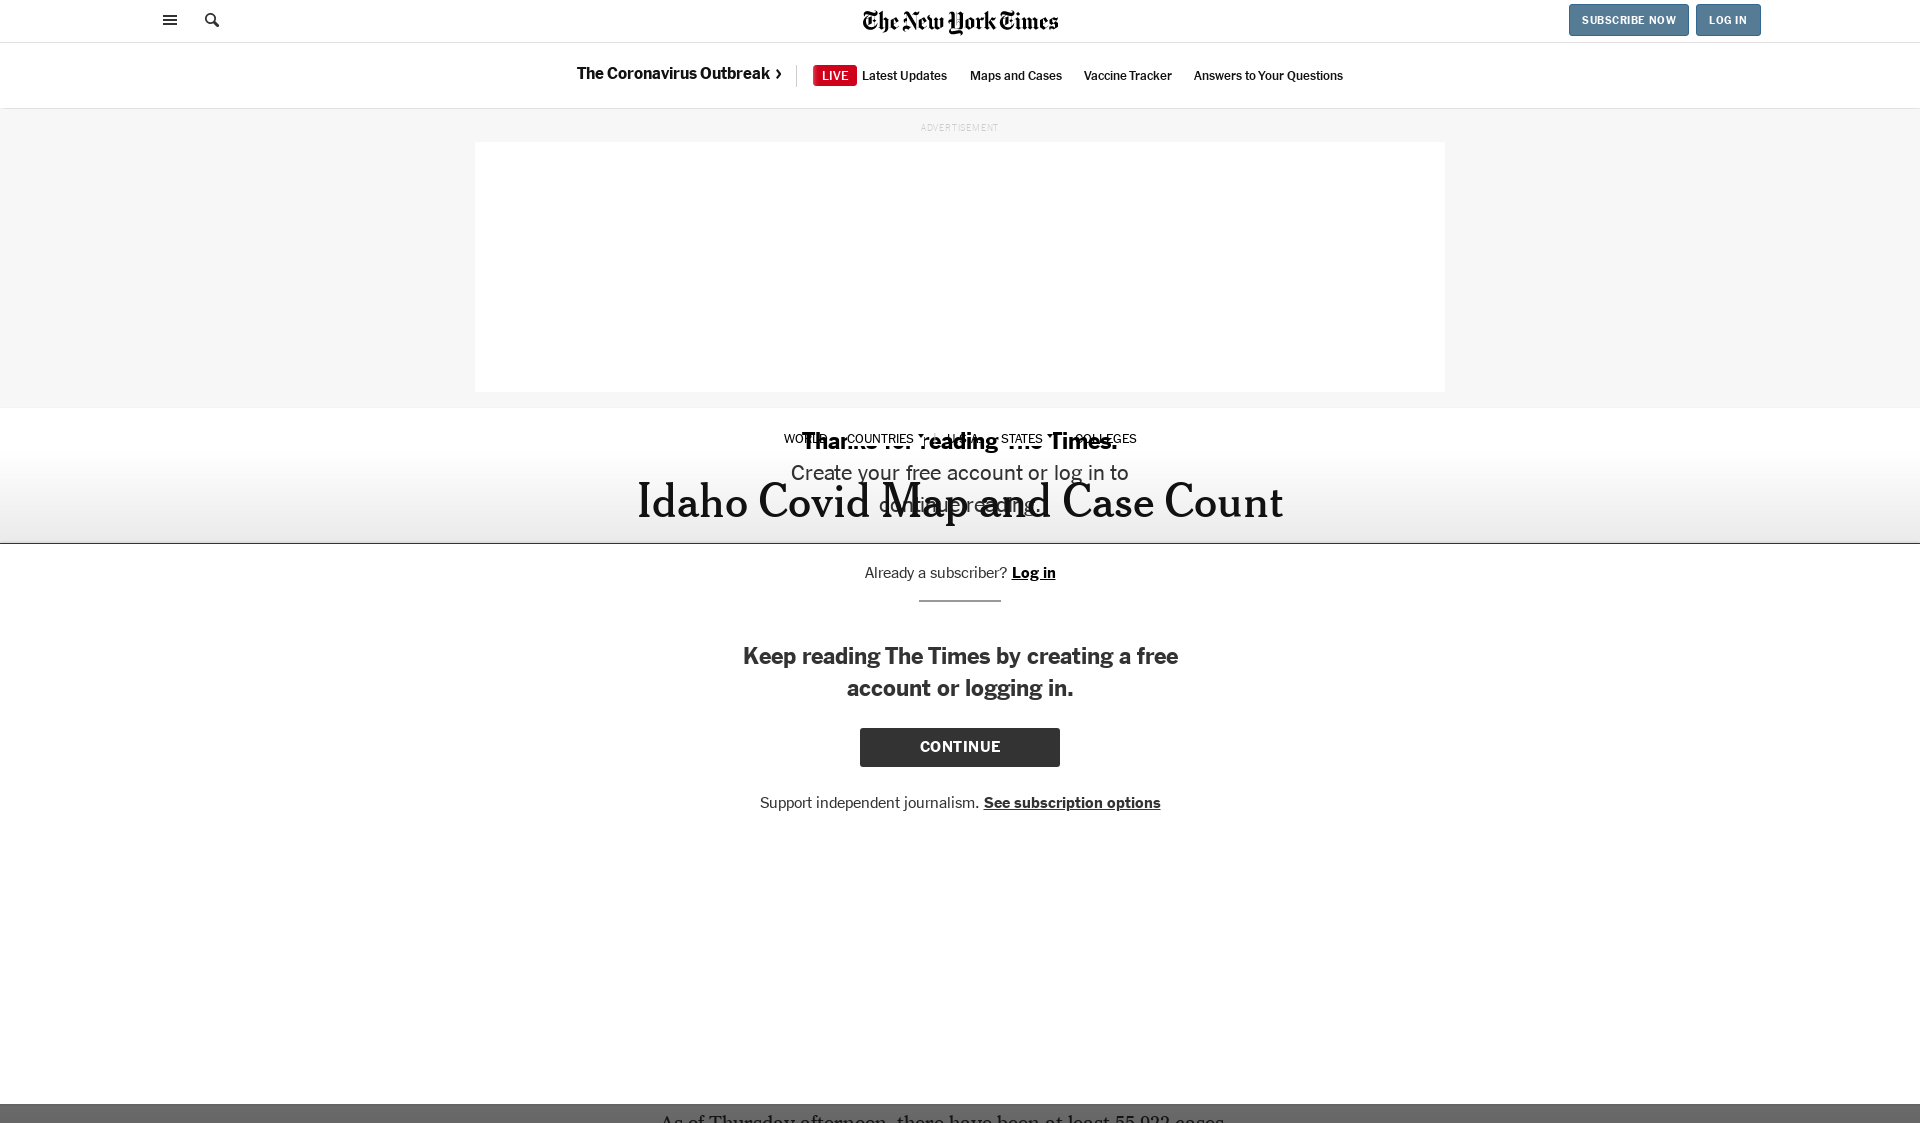 The New York Times
SUBSCRIBE NOW
LOG IN
The Coronavirus Outbreak ›
LIVE Latest Updates
Maps and Cases
Vaccine Tracker
Answers to Your Questions
ADVERTISEMENT
WORLD COUNTRIES U.S.A. STATES COLLEGES
Thanks for reading The Times.
Create your free account or log in to
continue reading.
Idaho Covid Map and Case Count
Already a subscriber? Log in
Keep reading The Times by creating a free
account or logging in.
CONTINUE
Support independent journalism. See subscription options
As of Thursday afternoon, there have been at least 55,922 cases